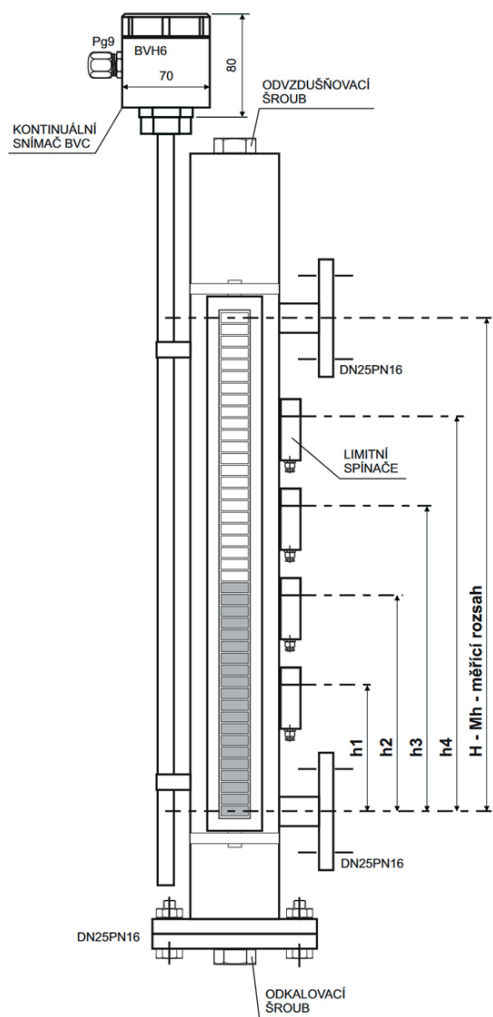 Pg9
BVH6
70
80
ODVZDUŠŇOVACÍ
ŠROUB
KONTINUÁLNÍ
SNÍMAČ BVC
DN25PN16
LIMITNÍ
SPÍNAČE
h1
h2
h3
h4
H - Mh - měřící rozsah
DN25PN16
DN25PN16
ODKALOVACÍ
ŠROUB